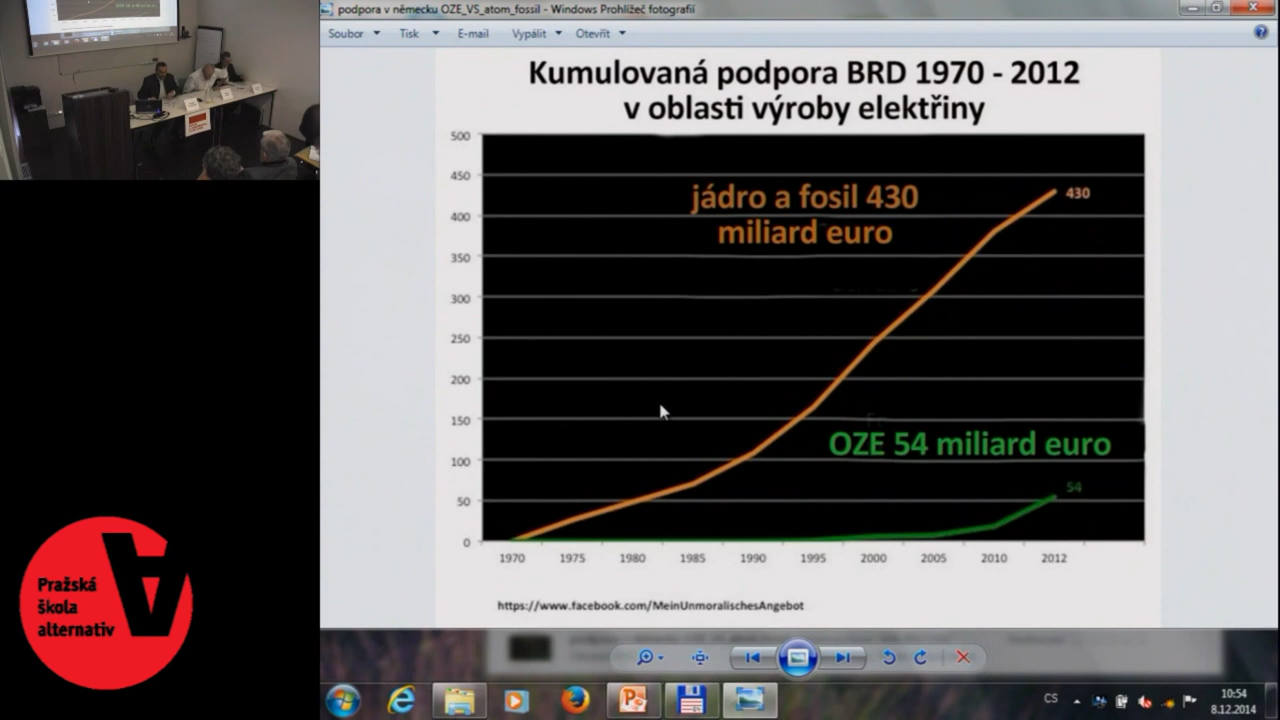 podpora v německu OZE_VS_atom_fossil - Windows Prohlížeč fotografií
Soubor Tisk E-mail Vypálit Otevřít
Kumulovaná podpora BRD 1970 - 2012
v oblasti výroby elektřiny
500
450
400
350
300
250
200
150
100
50
0
jádro a fosil 430
miliard euro
430
OZE 54 miliard euro
54
1970 1975 1980 1985 1990 1995 2000 2005 2010 2012
https://www.facebook.com/MeinUnmoralischesAngebot
Pražská
škola
alternativ
CS
10:54
8.12.2014